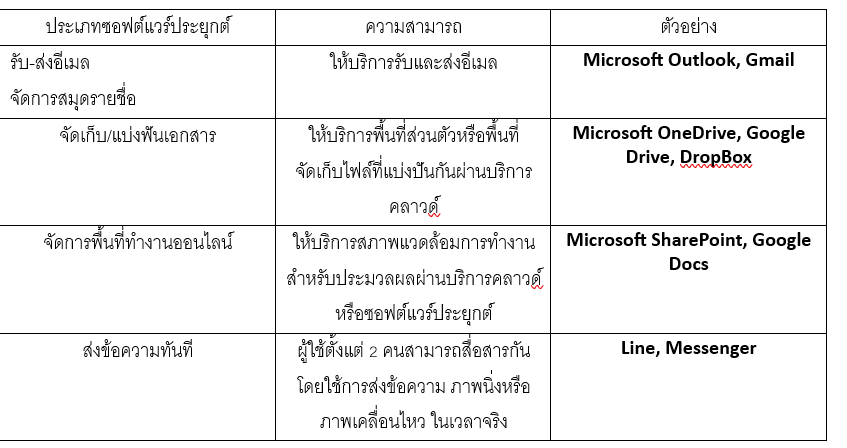 ประเภทซอฟต์แวร์ประยุกต์
ความสามารถ
ตัวอย่าง
รับ-ส่งอีเมล
จัดการสมุดรายชื่อ
ให้บริการรับและส่งอีเมล
Microsoft Outlook, Gmail
จัดเก็บ/แบ่งฟันเอกสาร
ให้บริการพื้นที่ส่วนตัวหรือพื้นที่
จัดเก็บไฟล์ที่แบ่งปันกันผ่านบริการ
คลาวด์
Microsoft OneDrive, Google
Drive, DropBox
จัดการพื้นที่ทำงานออนไลน์
ให้บริการสภาพแวดล้อมการทำงาน
สำหรับประมวลผลผ่านบริการคลาวด์
หรือซอฟต์แวร์ประยุกต์
Microsoft SharePoint, Google
Docs
ส่งข้อความทันที
ผู้ใช้ตั้งแต่ 2 คนสามารถสื่อสารกัน
โดยใช้การส่งข้อความ ภาพนิ่งหรือ
ภาพเคลื่อนไหว ในเวลาจริง
Line, Messenger